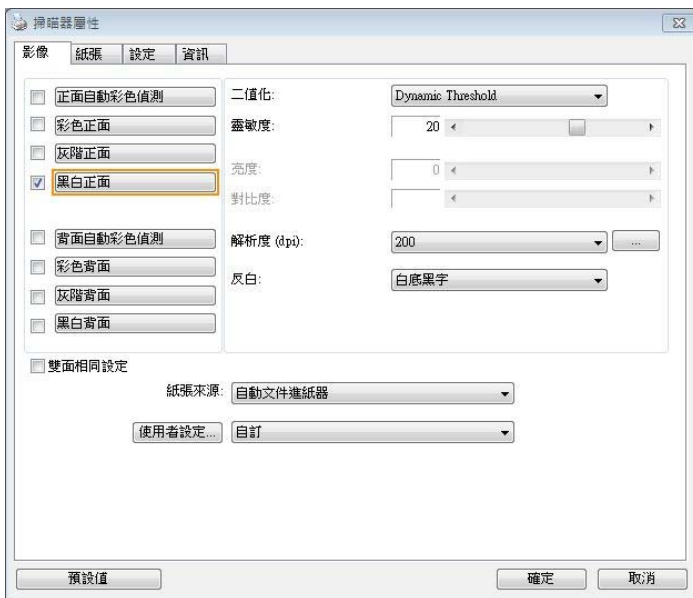 掃瞄器屬性
影像 紙張 設定 資訊
正面自動彩色偵測
彩色正面
灰階正面
黑白正面
背面自動彩色偵測
彩色背面
灰階背面
黑白背面
二值化: Dynamic Threshold
靈敏度: 20
亮度: 0
對比度:
解析度 (dpi): 200 ...
反白: 白底黑字
雙面相同設定
紙張來源: 自動文件進紙器
使用者設定... 自訂
預設值 確定 取消